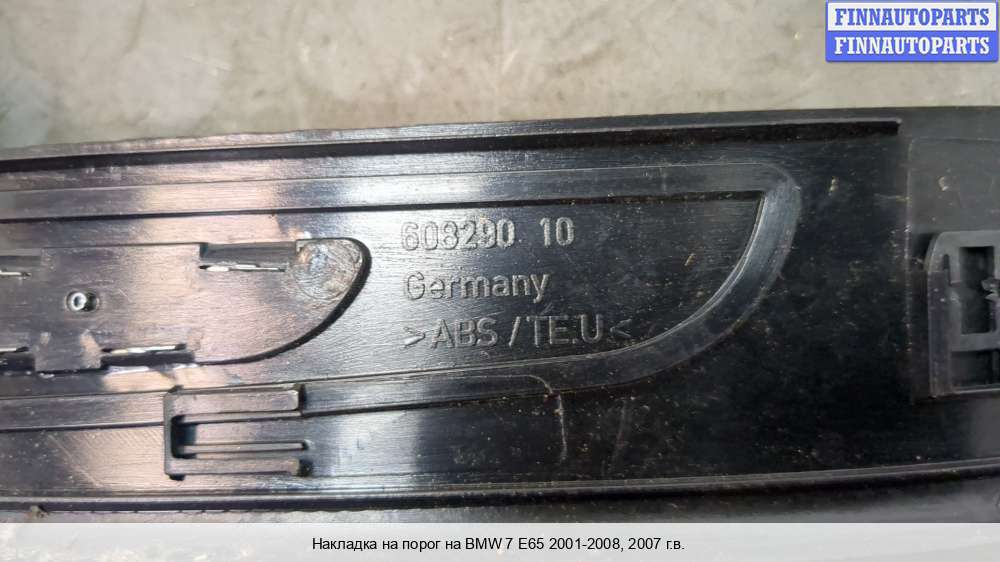 FINNAUTOPARTS
FINNAUTOPARTS
608290 10
Germany
>ABS/TE.U<
Накладка на порог на BMW 7 E65 2001-2008, 2007 г.в.